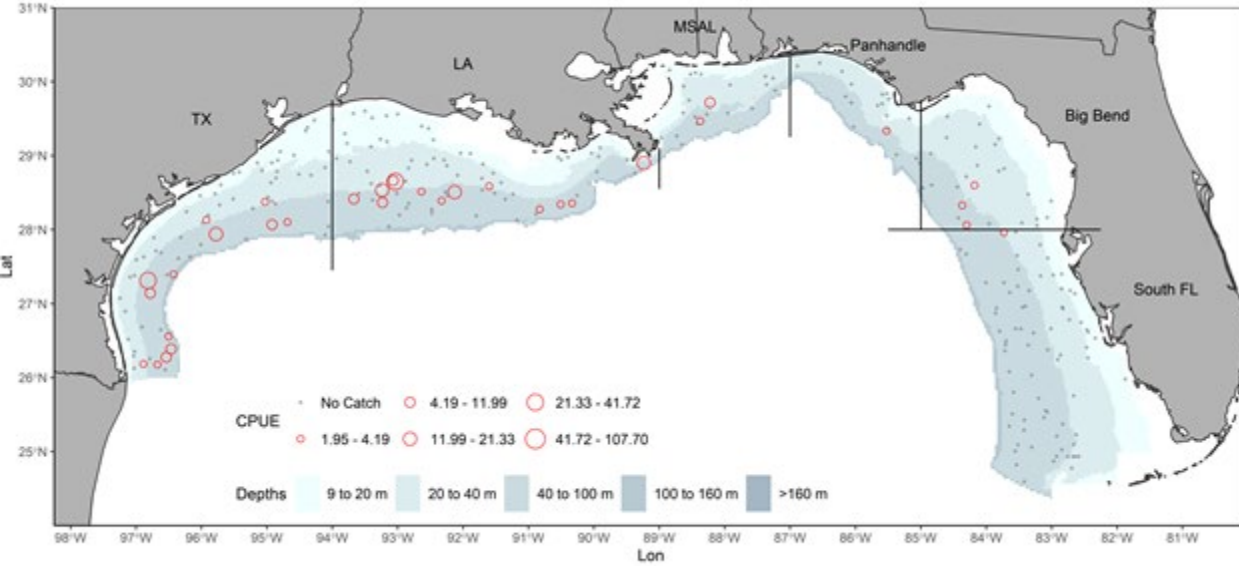 31°N
MSAL
Panhandle
LA
30°N
TX
Big Bend
29°N
28°N
Lat
South FL
27°N
26°N
No Catch 4.19 - 11.99 21.33 - 41.72
CPUE
1.95 - 4.19 11.99 - 21.33 41.72 - 107.70
25°N
Depths 9 to 20 m 20 to 40 m 40 to 100 m 100 to 160 m >160 m
98°W 97°W 96°W 95°W 94°W 93°W 92°W 91°W 90°W 89°W 88°W 87°W 86°W 85°W 84°W 83°W 82°W 81°W
Lon